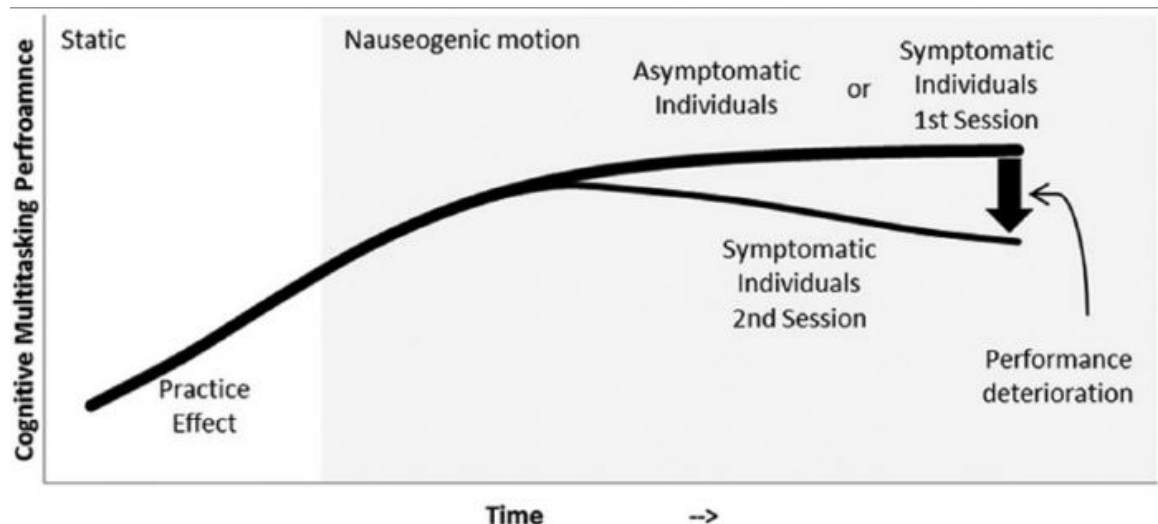 Static
Nauseogenic motion
Asymptomatic
Individuals
or
Symptomatic
Individuals
1st Session
Symptomatic
Individuals
2nd Session
Practice
Effect
Performance
deterioration
Cognitive Multitasking Perfroamnce
Time -->